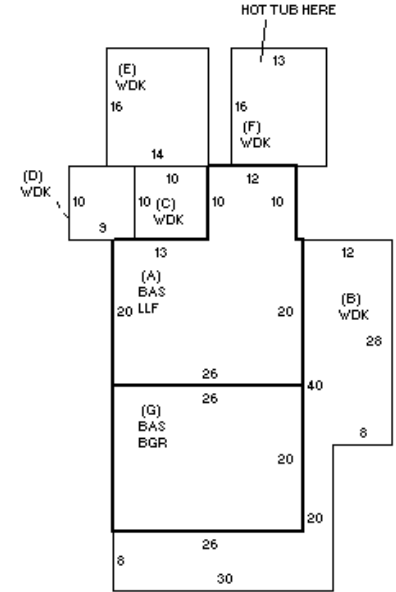 HOT TUB HERE
13
(E)
WDK
16
16
(F)
WDK
14
(D)
WDK
10
12
10
10
(C)
WDK
10
10
9
13
12
(A)
BAS
LLF
(B)
WDK
20
20
28
26
40
26
(G)
BAS
BGR
8
20
20
26
8
30